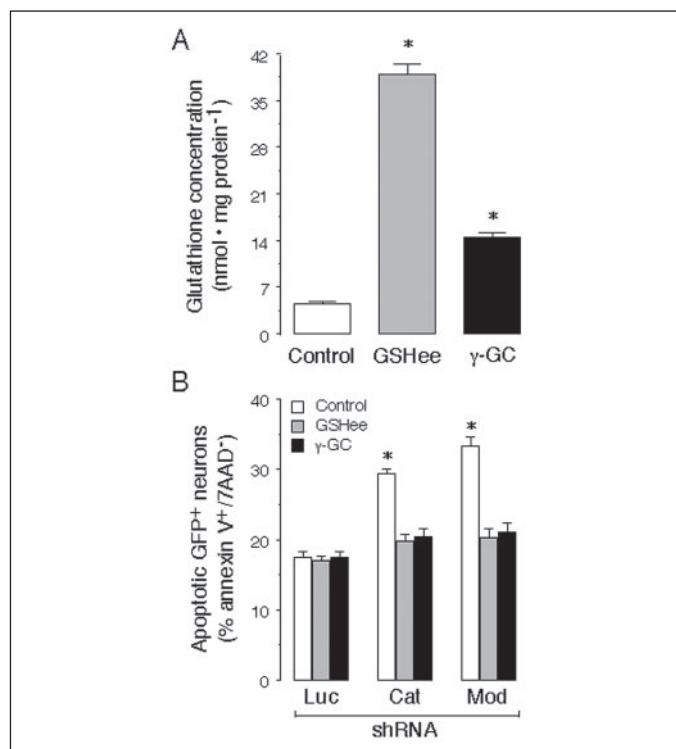 A
Glutathione concentration
(nmol • mg protein⁻¹)
42
35
28
21
14
7
0
*
*
Control
GSHee
γ-GC
B
Apoptotic GFP⁺ neurons
(% annexin V⁺/7AAD⁻)
40
30
20
10
0
Control
GSHee
γ-GC
*
*
Luc
Cat
Mod
shRNA